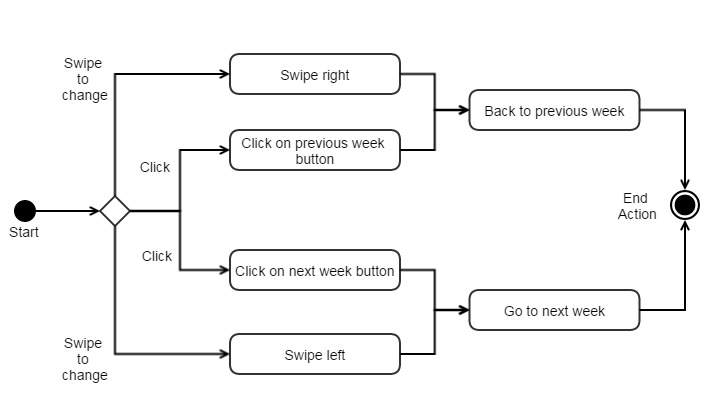 Swipe
to
change
Swipe right
Back to previous week
Click on previous week
button
Click
Start
End
Action
Click
Click on next week button
Go to next week
Swipe
to
change
Swipe left